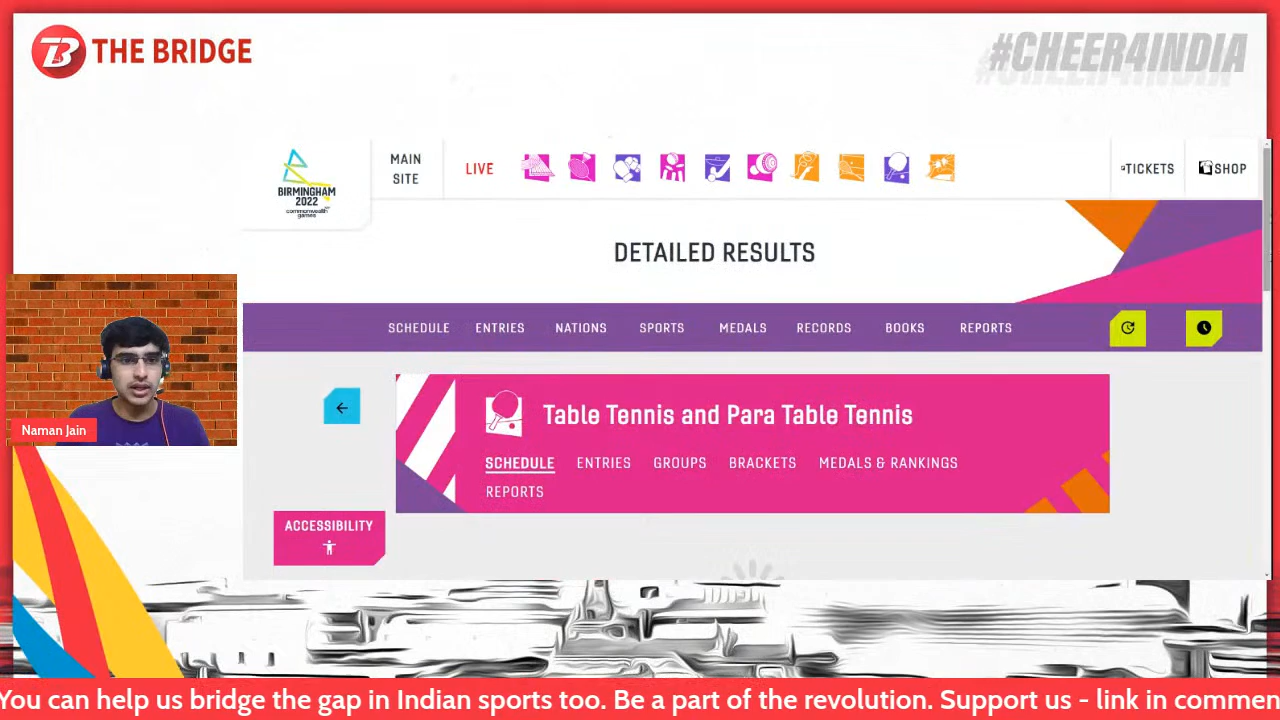 THE BRIDGE
#CHEER4INDIA
BIRMINGHAM
2022
commonwealth
games
MAIN
SITE
LIVE
TICKETS
SHOP
DETAILED RESULTS
SCHEDULE ENTRIES NATIONS SPORTS MEDALS RECORDS BOOKS REPORTS
Table Tennis and Para Table Tennis
SCHEDULE ENTRIES GROUPS BRACKETS MEDALS & RANKINGS
REPORTS
Naman Jain
ACCESSIBILITY
You can help us bridge the gap in Indian sports too. Be a part of the revolution. Support us - link in commen